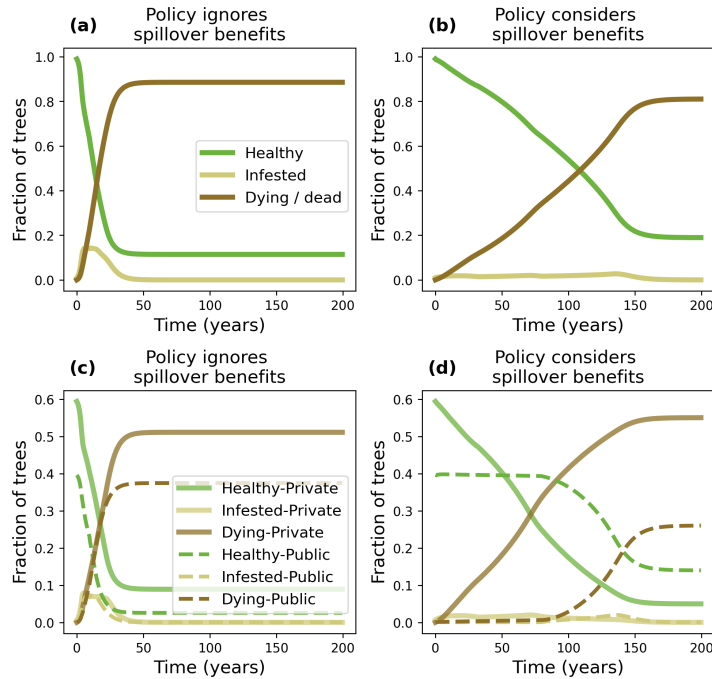 (a)
Policy ignores
spillover benefits
(b)
Policy considers
spillover benefits
Fraction of trees
1.0
0.8
0.6
0.4
0.2
0.0
Healthy
Infested
Dying / dead
0
50
100
150
200
Time (years)
Fraction of trees
1.0
0.8
0.6
0.4
0.2
0.0
0
50
100
150
200
Time (years)
(c)
Policy ignores
spillover benefits
(d)
Policy considers
spillover benefits
Fraction of trees
0.6
0.5
0.4
0.3
0.2
0.1
0.0
Healthy-Private
Infested-Private
Dying-Private
Healthy-Public
Infested-Public
Dying-Public
0
50
100
150
200
Time (years)
Fraction of trees
0.6
0.5
0.4
0.3
0.2
0.1
0.0
0
50
100
150
200
Time (years)